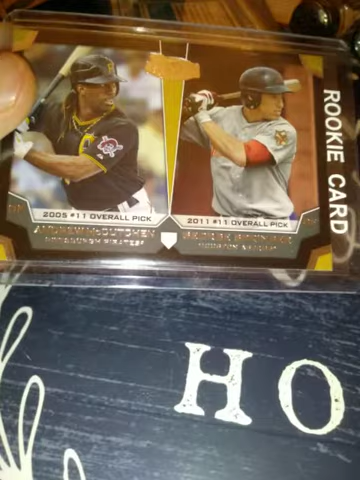 ROOKIE CARD
2005 #11 OVERALL PICK
2011 #11 OVERALL PICK
ANDREW McCUTCHEN
PITTSBURGH PIRATES®
HO